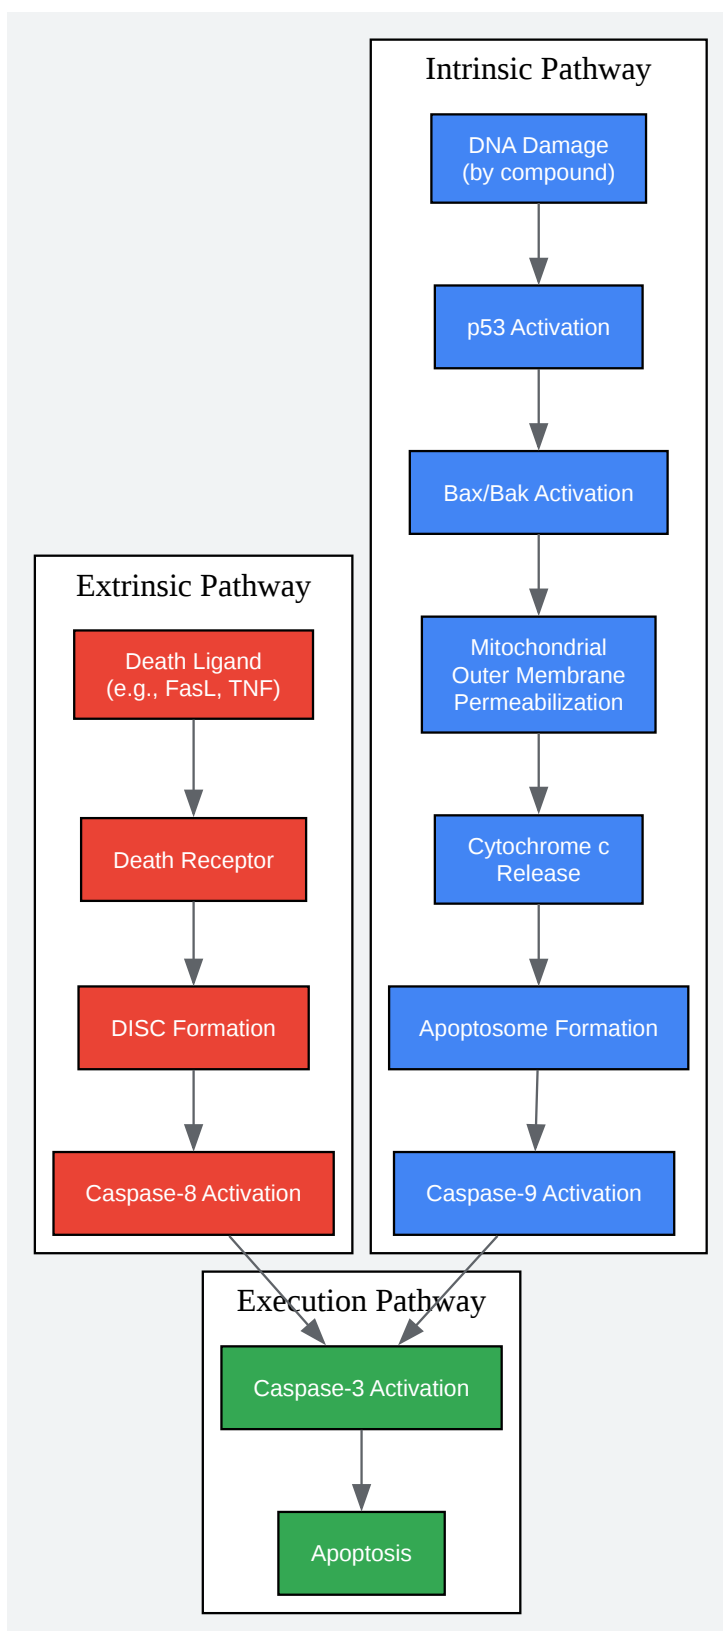 Intrinsic Pathway
DNA Damage
(by compound)
p53 Activation
Bax/Bak Activation
Mitochondrial
Outer Membrane
Permeabilization
Cytochrome c
Release
Apoptosome Formation
Caspase-9 Activation
Extrinsic Pathway
Death Ligand
(e.g., FasL, TNF)
Death Receptor
DISC Formation
Caspase-8 Activation
Execution Pathway
Caspase-3 Activation
Apoptosis